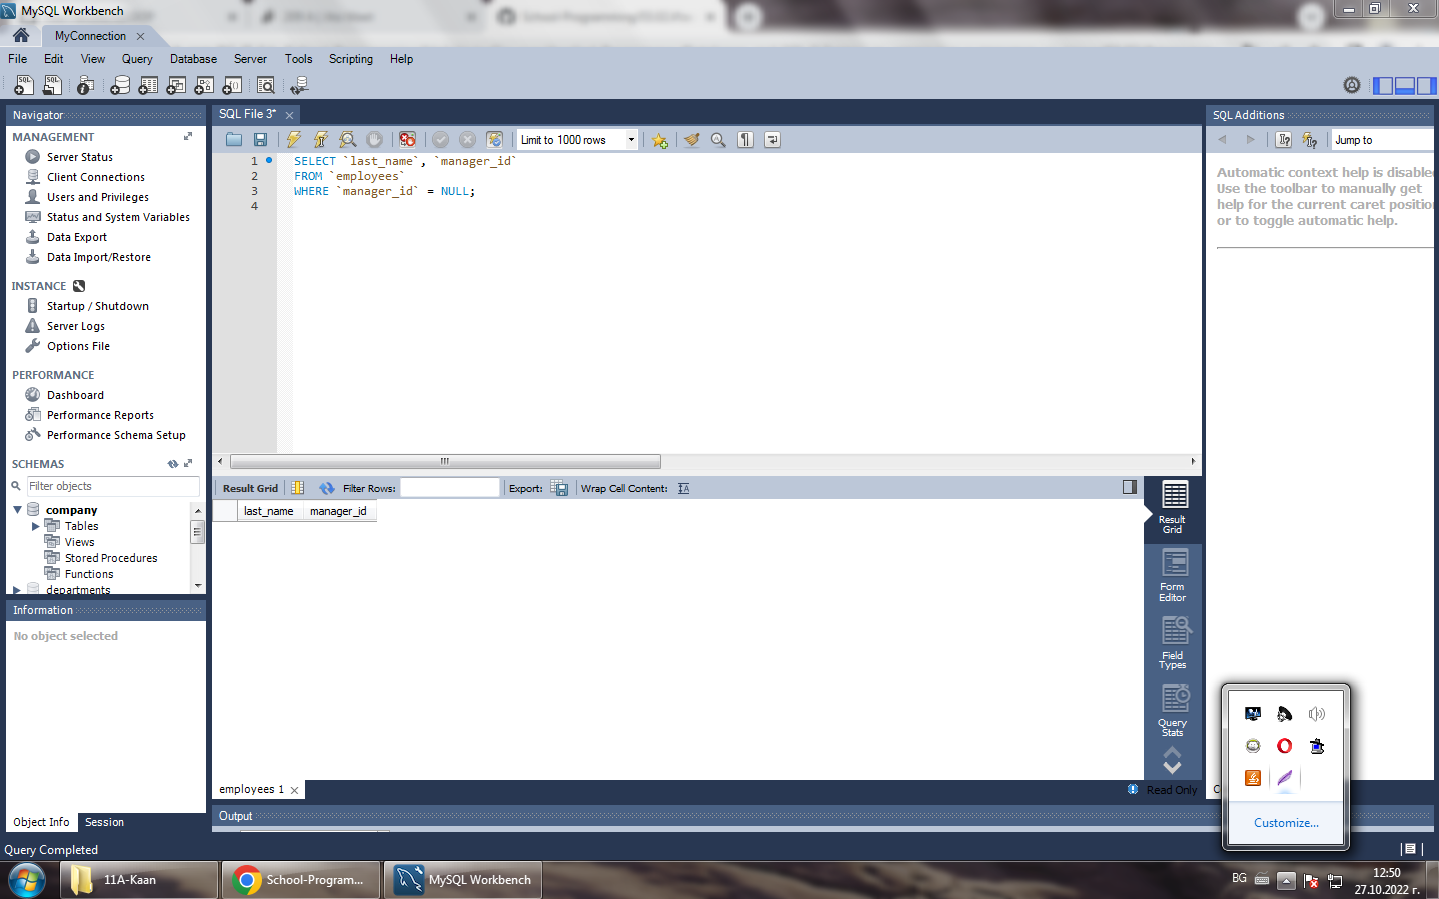 MySQL Workbench
MyConnection
File Edit View Query Database Server Tools Scripting Help
Navigator
MANAGEMENT
Server Status
Client Connections
Users and Privileges
Status and System Variables
Data Export
Data Import/Restore
INSTANCE
Startup / Shutdown
Server Logs
Options File
PERFORMANCE
Dashboard
Performance Reports
Performance Schema Setup
SCHEMAS
Filter objects
company
Tables
Views
Stored Procedures
Functions
departments
Information
No object selected
Object Info Session
Query Completed
SQL File 3*
Limit to 1000 rows
1 SELECT `last_name`, `manager_id`
2 FROM `employees`
3 WHERE `manager_id` = NULL;
4
Result Grid Filter Rows: Export: Wrap Cell Content:
last_name manager_id
Result
Grid
Form
Editor
Field
Types
Query
Stats
employees 1
Read Only
Output
SQL Additions
Jump to
Automatic context help is disabled
Use the toolbar to manually get
help for the current caret position
or to toggle automatic help.
Customize...
11A-Kaan
School-Program...
MySQL Workbench
BG
12:50
27.10.2022 г.